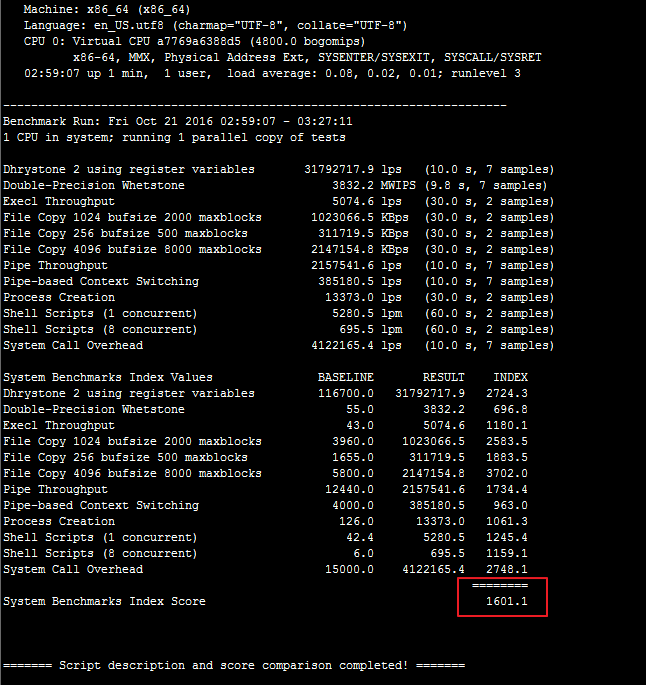 Machine: x86_64 (x86_64)
Language: en_US.utf8 (charmap="UTF-8", collate="UTF-8")
CPU 0: Virtual CPU a7769a6388d5 (4800.0 bogomips)
x86-64, MMX, Physical Address Ext, SYSENTER/SYSEXIT, SYSCALL/SYSRET
02:59:07 up 1 min,  1 user,  load average: 0.08, 0.02, 0.01; runlevel 3
------------------------------------------------------------------------
Benchmark Run: Fri Oct 21 2016 02:59:07 - 03:27:11
1 CPU in system; running 1 parallel copy of tests
Dhrystone 2 using register variables       31792717.9 lps   (10.0 s, 7 samples)
Double-Precision Whetstone                     3832.2 MWIPS (9.8 s, 7 samples)
Execl Throughput                               5074.6 lps   (30.0 s, 2 samples)
File Copy 1024 bufsize 2000 maxblocks       1023066.5 KBps  (30.0 s, 2 samples)
File Copy 256 bufsize 500 maxblocks          311719.5 KBps  (30.0 s, 2 samples)
File Copy 4096 bufsize 8000 maxblocks       2147154.8 KBps  (30.0 s, 2 samples)
Pipe Throughput                             2157541.6 lps   (10.0 s, 7 samples)
Pipe-based Context Switching                 385180.5 lps   (10.0 s, 7 samples)
Process Creation                              13373.0 lps   (30.0 s, 2 samples)
Shell Scripts (1 concurrent)                   5280.5 lpm   (60.0 s, 2 samples)
Shell Scripts (8 concurrent)                    695.5 lpm   (60.0 s, 2 samples)
System Call Overhead                        4122165.4 lps   (10.0 s, 7 samples)
System Benchmarks Index Values               BASELINE       RESULT    INDEX
Dhrystone 2 using register variables         116700.0   31792717.9   2724.3
Double-Precision Whetstone                       55.0       3832.2    696.8
Execl Throughput                                 43.0       5074.6   1180.1
File Copy 1024 bufsize 2000 maxblocks          3960.0    1023066.5   2583.5
File Copy 256 bufsize 500 maxblocks            1655.0     311719.5   1883.5
File Copy 4096 bufsize 8000 maxblocks          5800.0    2147154.8   3702.0
Pipe Throughput                               12440.0    2157541.6   1734.4
Pipe-based Context Switching                   4000.0     385180.5    963.0
Process Creation                                126.0      13373.0   1061.3
Shell Scripts (1 concurrent)                     42.4       5280.5   1245.4
Shell Scripts (8 concurrent)                      6.0        695.5   1159.1
System Call Overhead                          15000.0    4122165.4   2748.1
========
System Benchmarks Index Score                                        1601.1
======= Script description and score comparison completed! =======